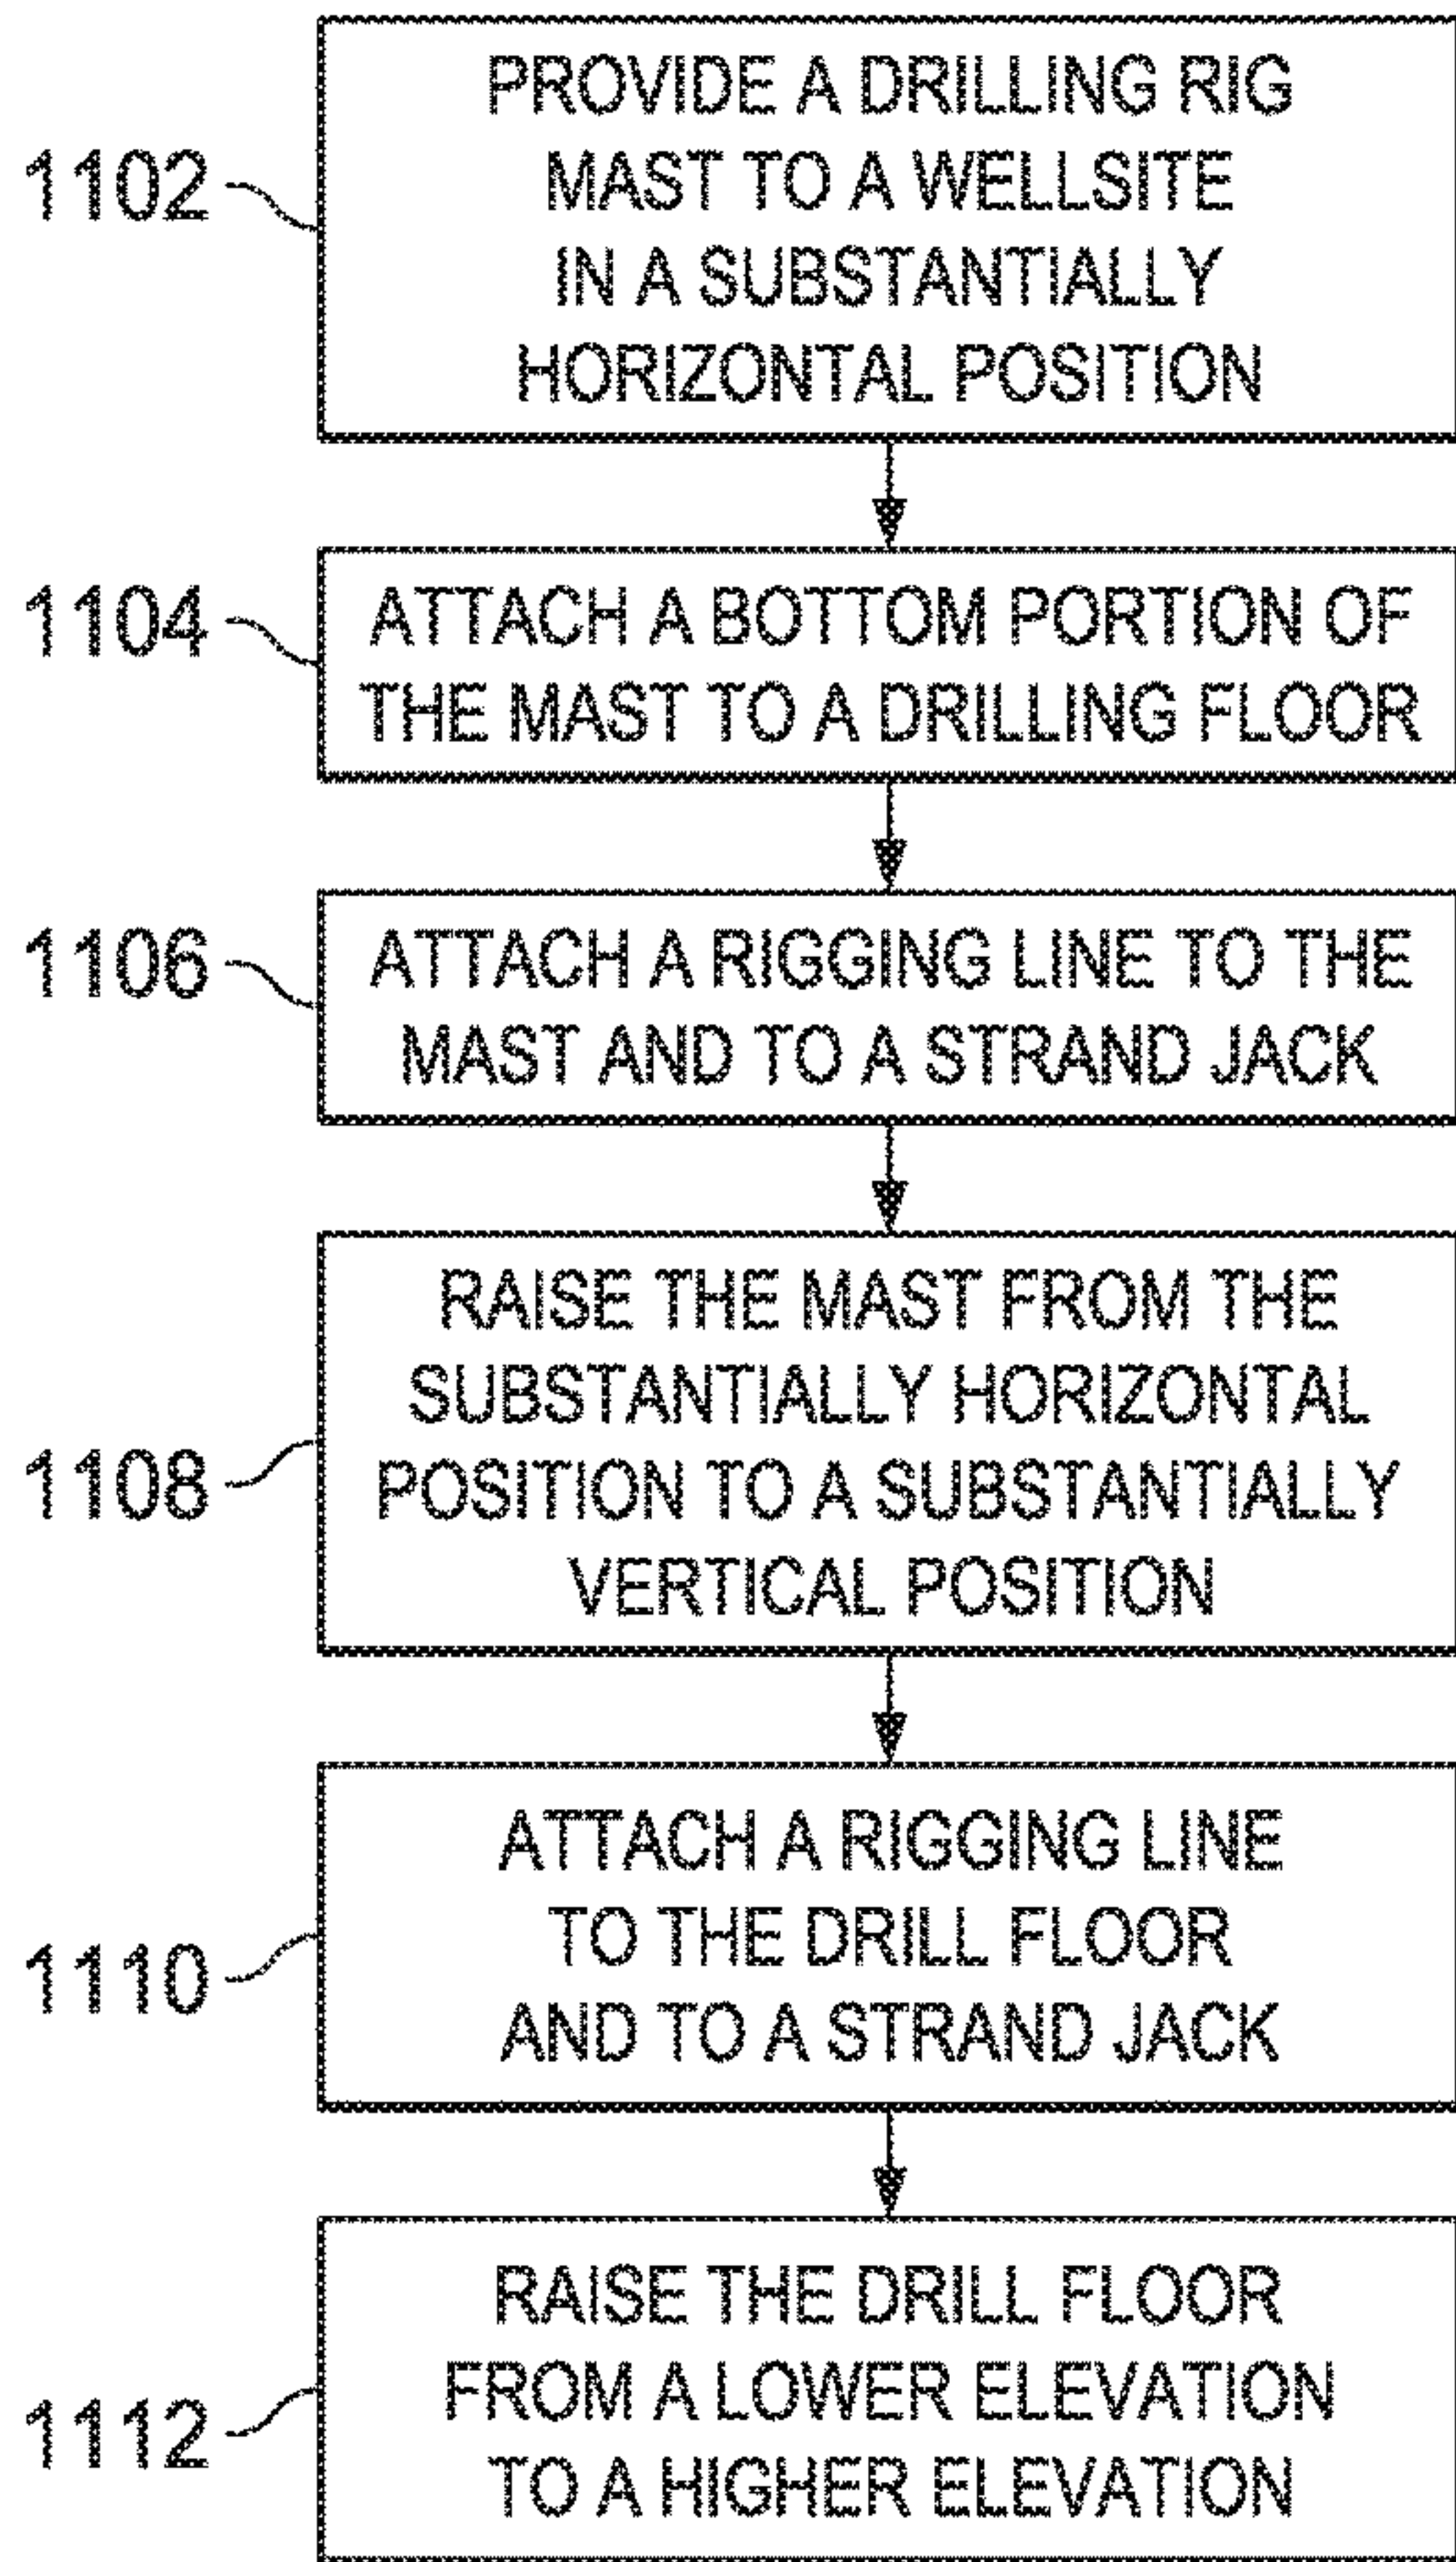 1102
PROVIDE A DRILLING RIG
MAST TO A WELLSITE
IN A SUBSTANTIALLY
HORIZONTAL POSITION
1104
ATTACH A BOTTOM PORTION OF
THE MAST TO A DRILLING FLOOR
1106
ATTACH A RIGGING LINE TO THE
MAST AND TO A STRAND JACK
1108
RAISE THE MAST FROM THE
SUBSTANTIALLY HORIZONTAL
POSITION TO A SUBSTANTIALLY
VERTICAL POSITION
1110
ATTACH A RIGGING LINE
TO THE DRILL FLOOR
AND TO A STRAND JACK
1112
RAISE THE DRILL FLOOR
FROM A LOWER ELEVATION
TO A HIGHER ELEVATION